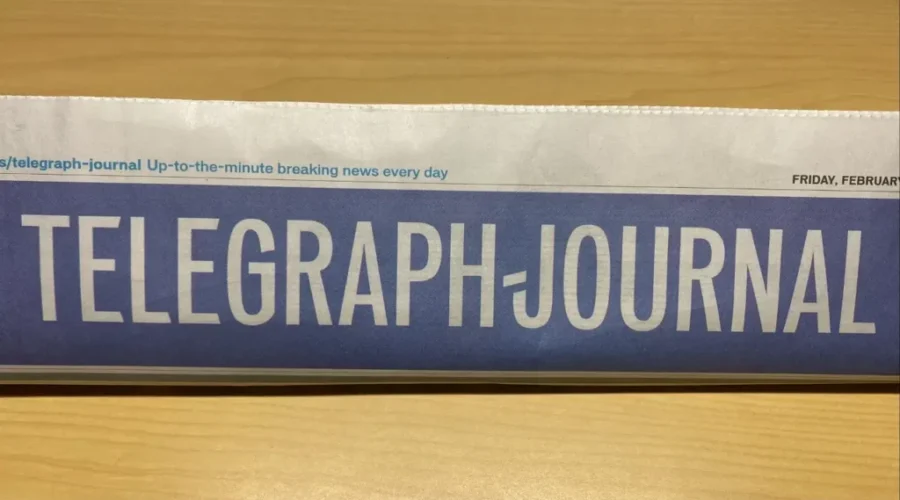 s/telegraph-journal Up-to-the-minute breaking news every day
FRIDAY, FEBRUARY
TELEGRAPH-JOURNAL